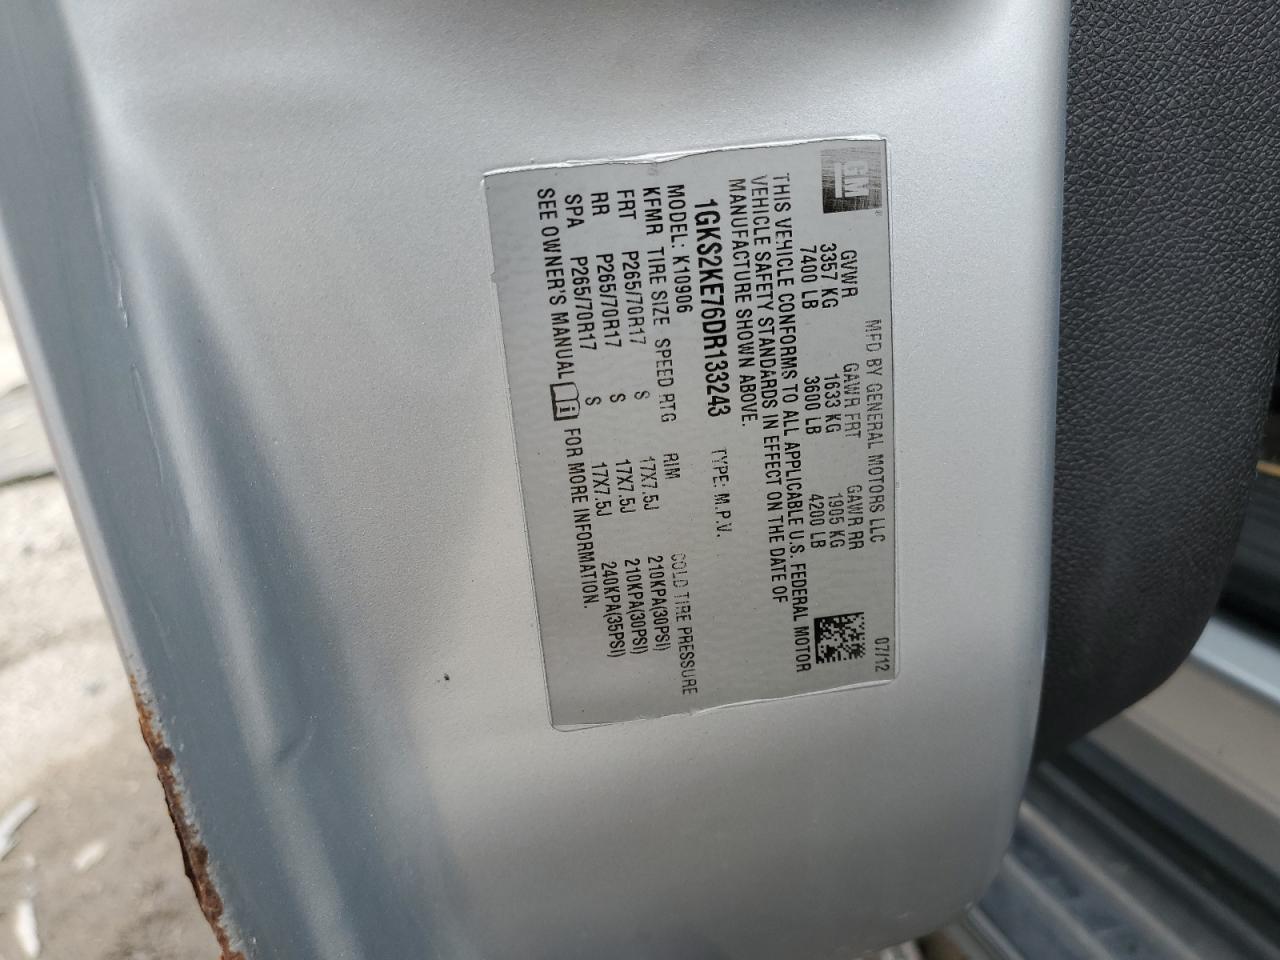 GM
MFD BY GENERAL MOTORS LLC 07/12
GVWR GAWR FRT GAWR RR
3357 KG 1633 KG 1905 KG
7400 LB 3600 LB 4200 LB
THIS VEHICLE CONFORMS TO ALL APPLICABLE U.S. FEDERAL MOTOR
VEHICLE SAFETY STANDARDS IN EFFECT ON THE DATE OF
MANUFACTURE SHOWN ABOVE.
1GKS2KE76DR133243 TYPE: M.P.V.
MODEL: K10906
KFMR TIRE SIZE SPEED RTG RIM COLD TIRE PRESSURE
FRT P265/70R17 S 17X7.5J 210KPA(30PSI)
RR P265/70R17 S 17X7.5J 210KPA(30PSI)
SPA P265/70R17 S 17X7.5J 240KPA(35PSI)
SEE OWNER'S MANUAL i FOR MORE INFORMATION.